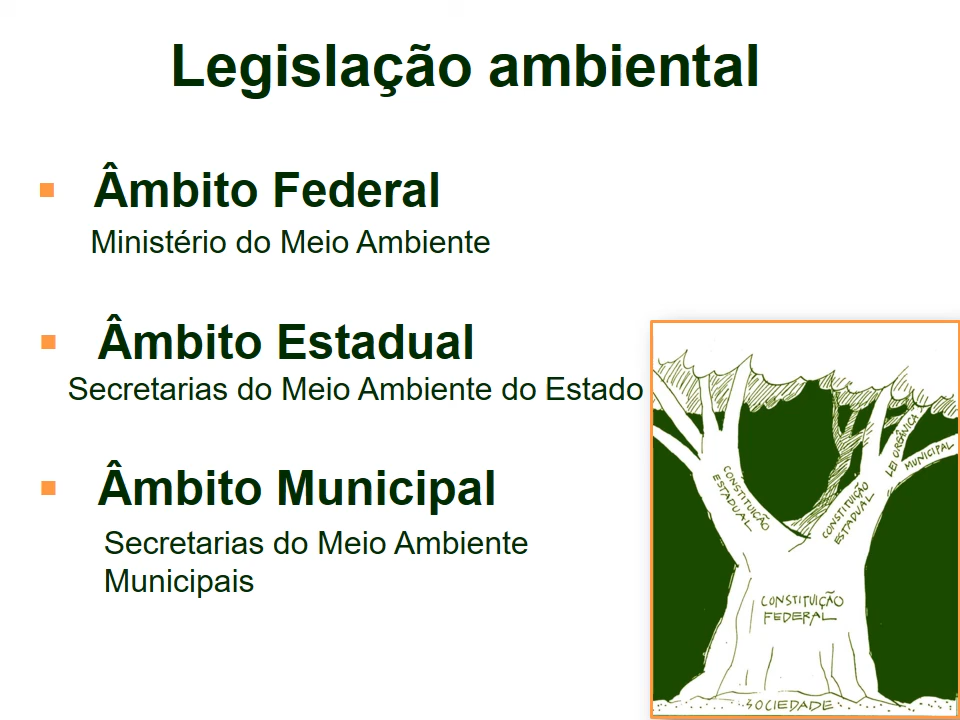 Legislação ambiental
Âmbito Federal
Ministério do Meio Ambiente
Âmbito Estadual
Secretarias do Meio Ambiente do Estado
Âmbito Municipal
Secretarias do Meio Ambiente
Municipais
LEI ORGÂNICA
MUNICIPAL
CONSTITUIÇÃO
ESTADUAL
CONSTITUIÇÃO
ESTADUAL
CONSTITUIÇÃO
FEDERAL
SOCIEDADE